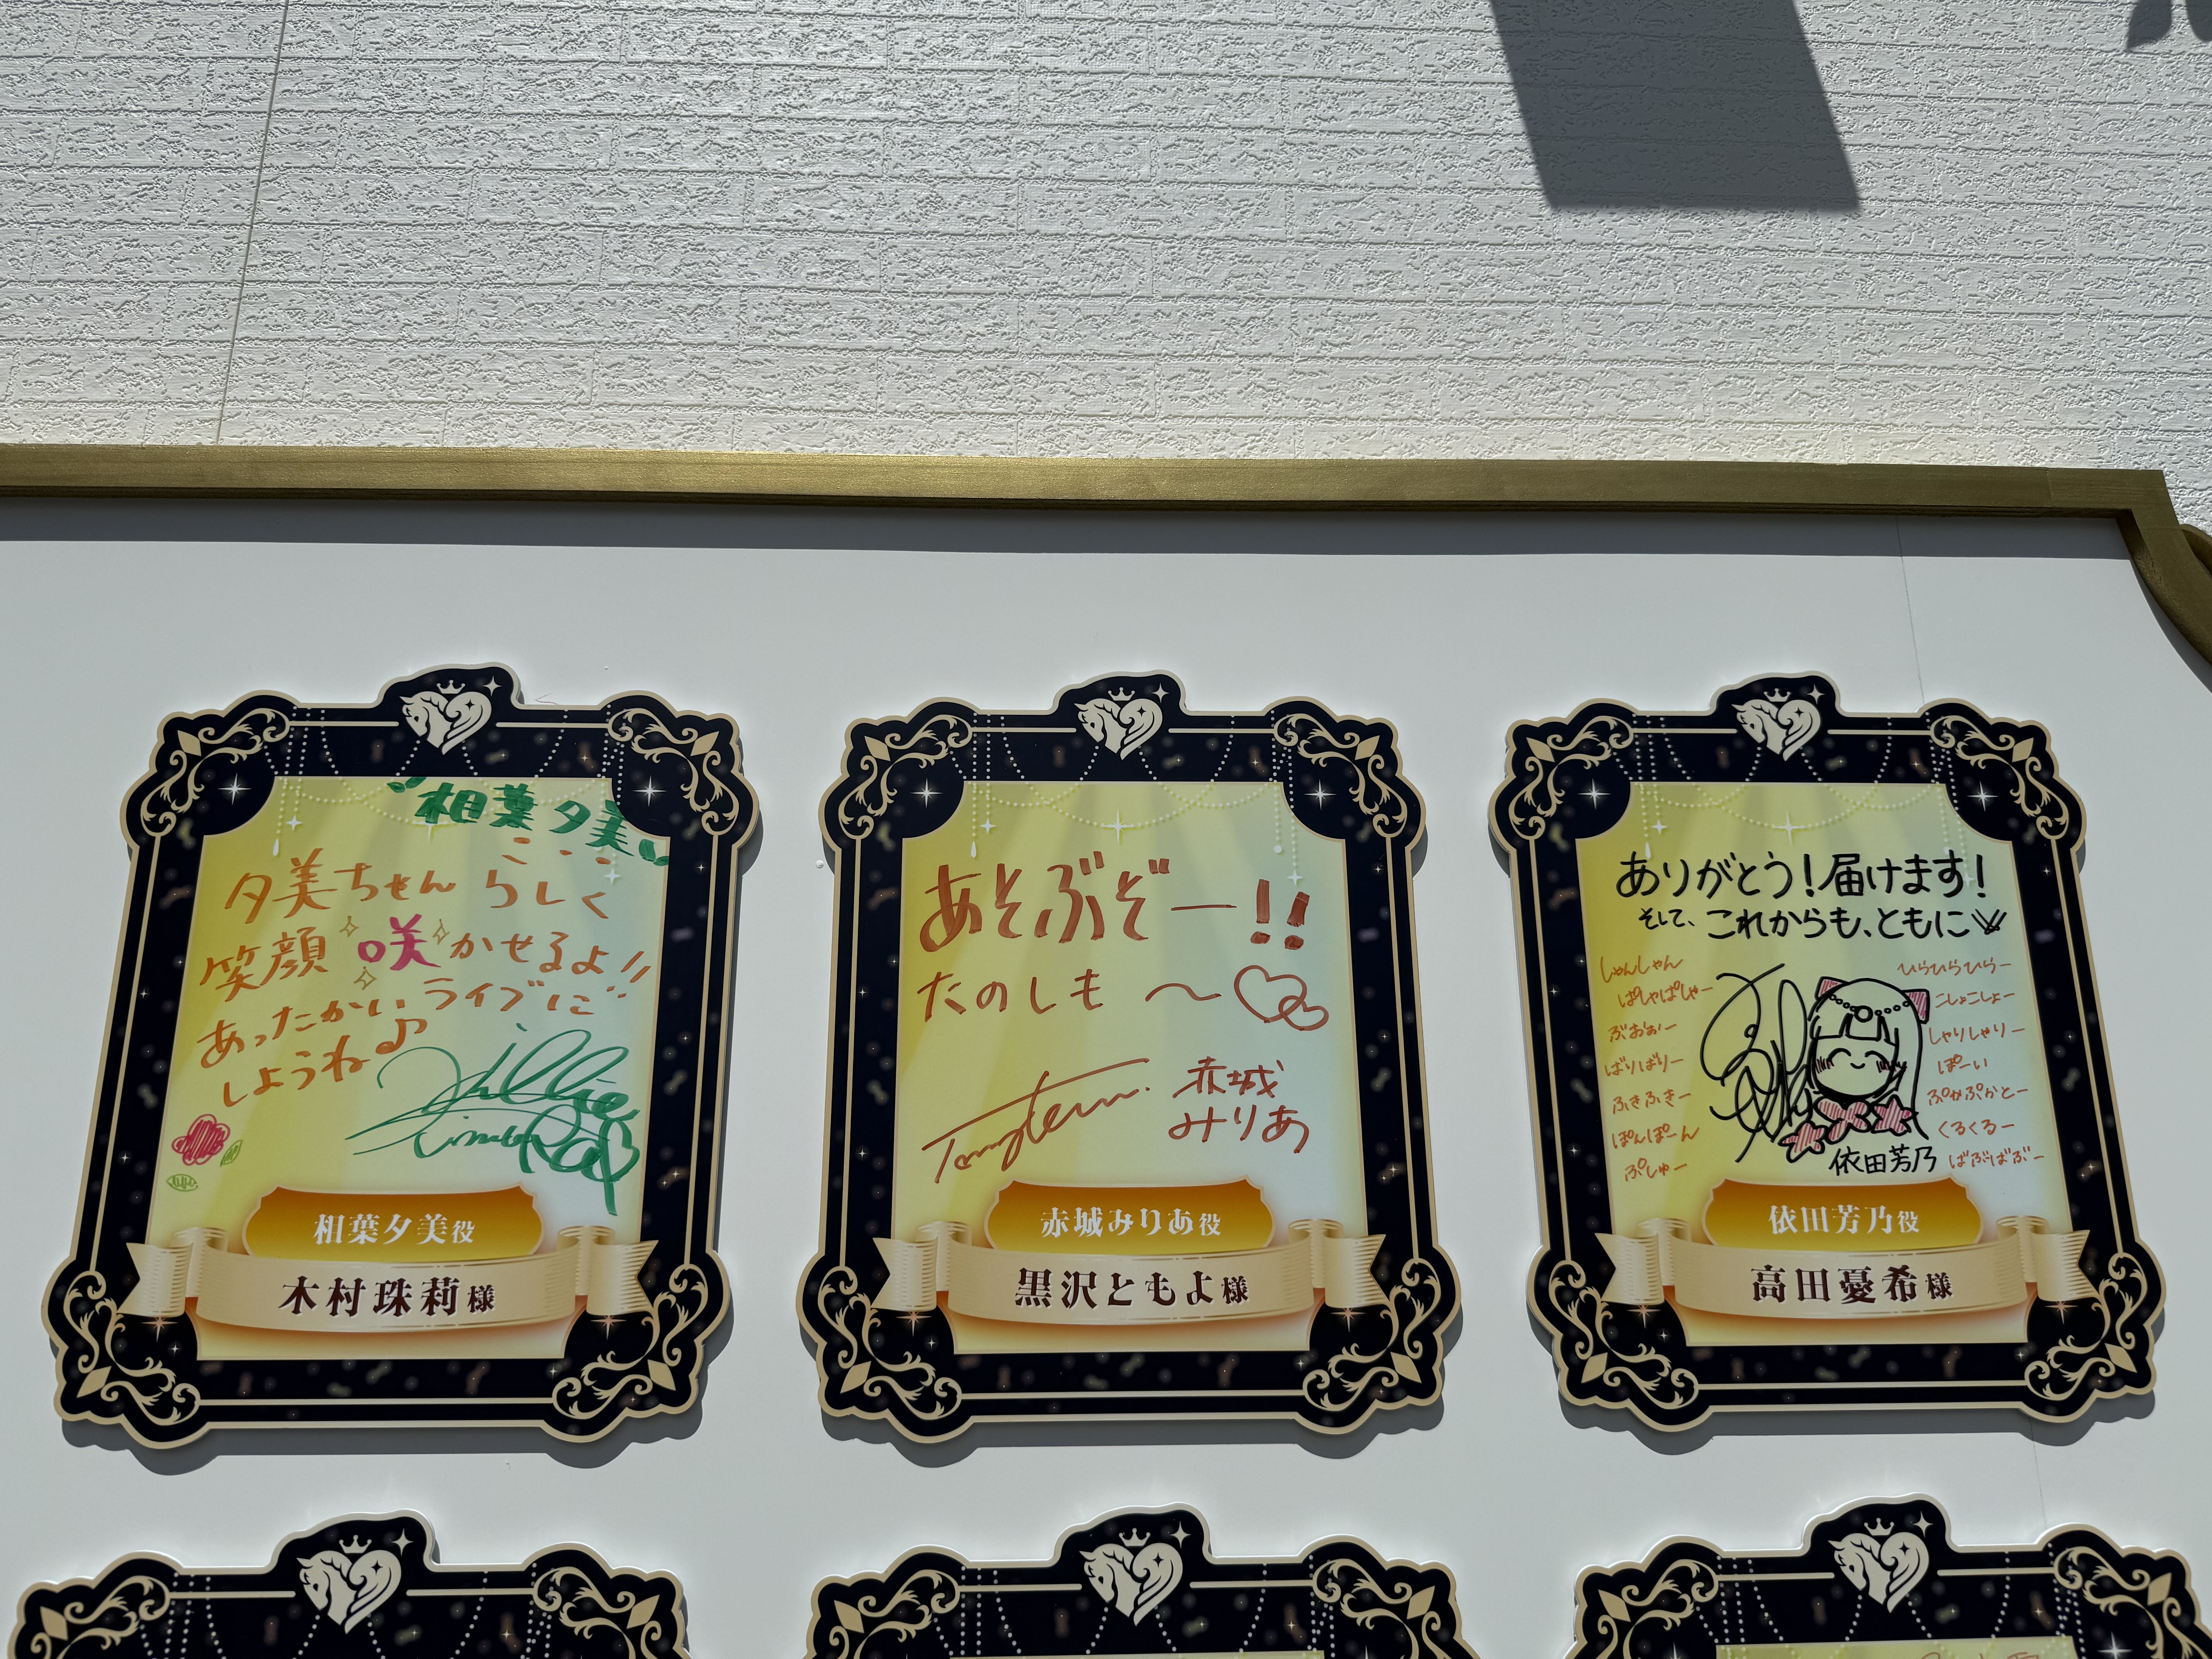 相葉夕美
夕美ちゃんらしく
笑顔咲かせるよ!!
あったかいライブに
しようね♪
相葉夕美役
木村珠莉様
あそぶぞー!!
たのしも〜♡
赤城
みりあ
赤城みりあ役
黒沢ともよ様
ありがとう!届けます!
そして、これからも、ともに
しゃんしゃん
ぱしゃぱしゃー
ぶおおー
ばりばりー
ふきふきー
ぽんぽーん
ぷしゅー
ひらひらひらー
こしょこしょー
しゃりしゃりー
ぽーい
ぷかぷかとー
くるくるー
ばぶばぶー
依田芳乃
依田芳乃役
高田憂希様